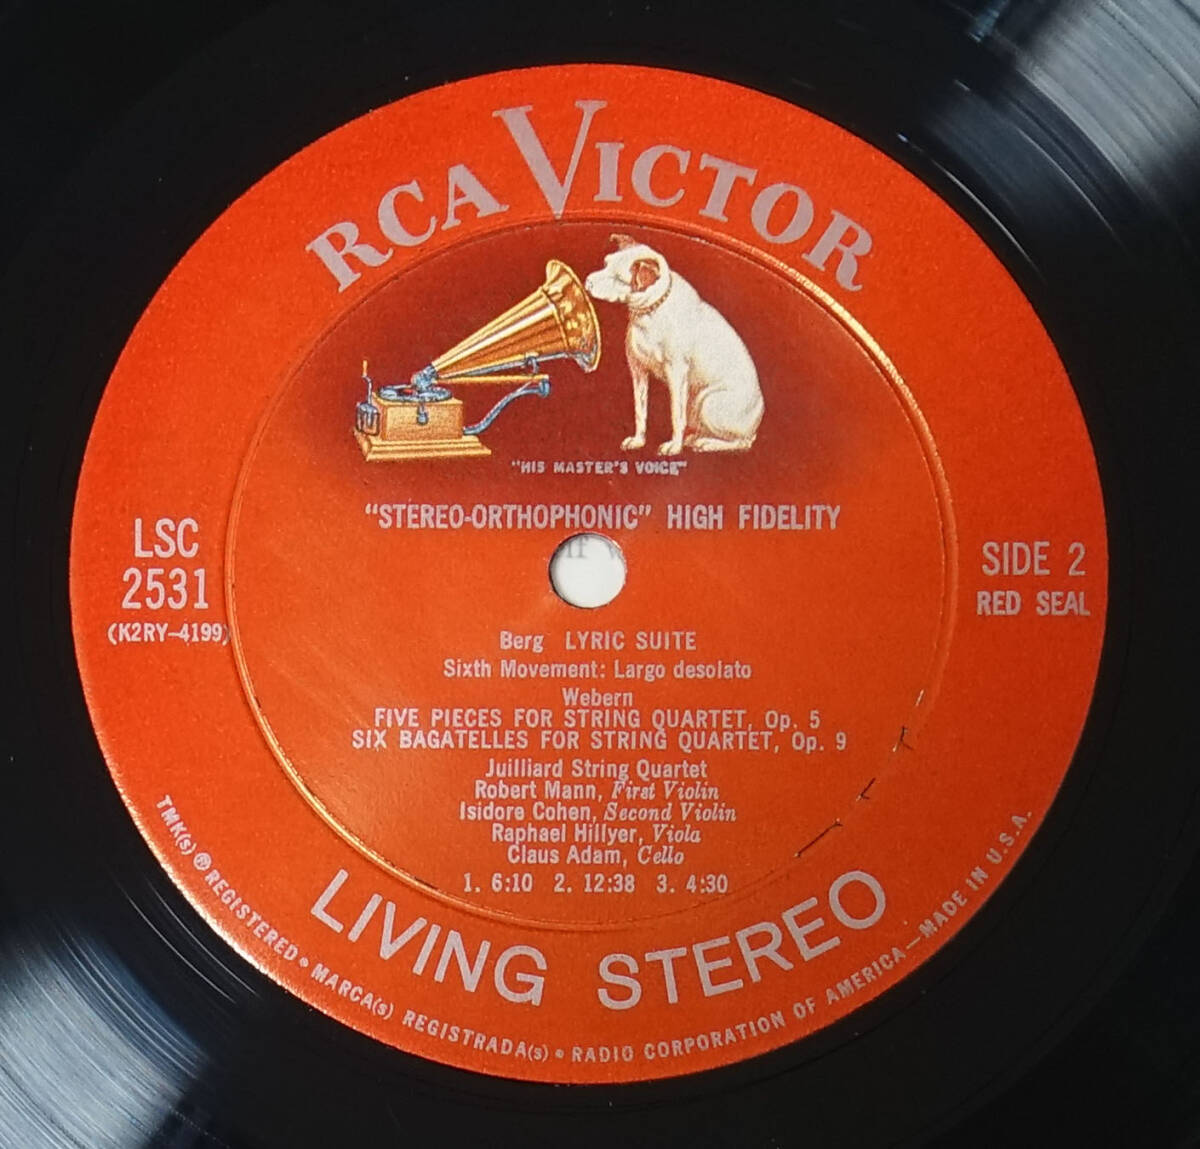 RCA VICTOR
"HIS MASTER'S VOICE"
"STEREO-ORTHOPHONIC" HIGH FIDELITY
LSC
2531
(K2RY-4199)
SIDE 2
RED SEAL
Berg LYRIC SUITE
Sixth Movement: Largo desolato
Webern
FIVE PIECES FOR STRING QUARTET, Op. 5
SIX BAGATELLES FOR STRING QUARTET, Op. 9
Juilliard String Quartet
Robert Mann, First Violin
Isidore Cohen, Second Violin
Raphael Hillyer, Viola
Claus Adam, Cello
1. 6:10 2. 12:38 3. 4:30
LIVING STEREO
TMK(s) ® REGISTERED • MARCA(s) REGISTRADA(s) • RADIO CORPORATION OF AMERICA—MADE IN U.S.A.